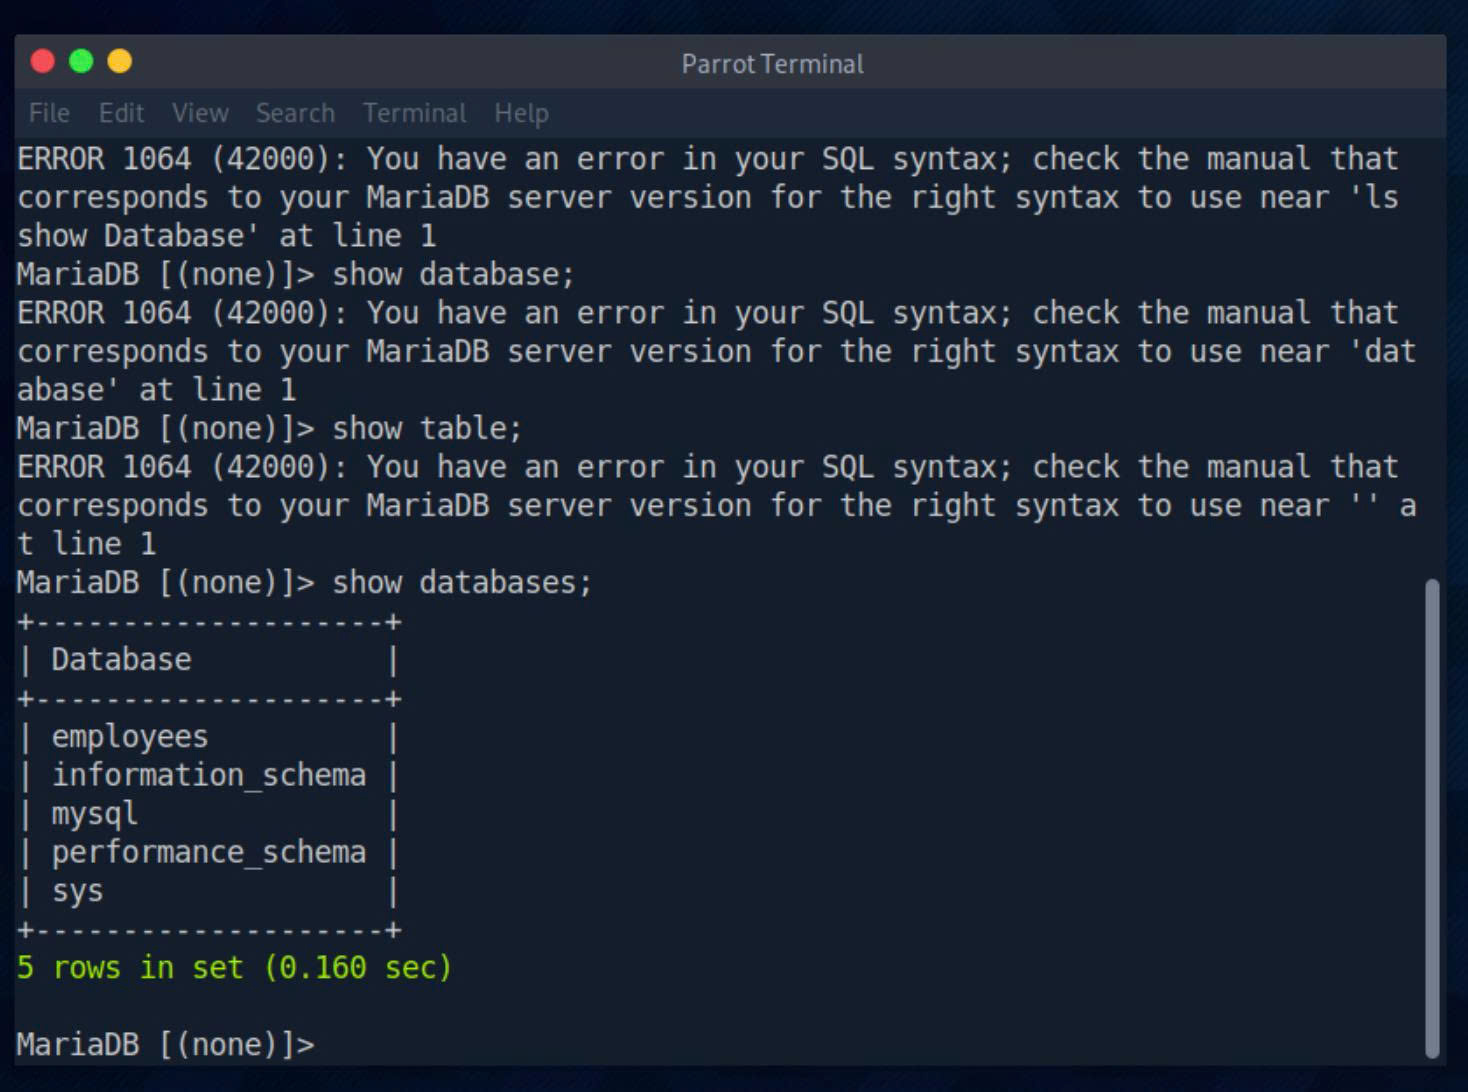 Parrot Terminal
File Edit View Search Terminal Help
ERROR 1064 (42000): You have an error in your SQL syntax; check the manual that
corresponds to your MariaDB server version for the right syntax to use near 'ls
show Database' at line 1
MariaDB [(none)]> show database;
ERROR 1064 (42000): You have an error in your SQL syntax; check the manual that
corresponds to your MariaDB server version for the right syntax to use near 'dat
abase' at line 1
MariaDB [(none)]> show table;
ERROR 1064 (42000): You have an error in your SQL syntax; check the manual that
corresponds to your MariaDB server version for the right syntax to use near '' a
t line 1
MariaDB [(none)]> show databases;
+--------------------+
| Database           |
+--------------------+
| employees          |
| information_schema |
| mysql              |
| performance_schema |
| sys                |
+--------------------+
5 rows in set (0.160 sec)
MariaDB [(none)]>